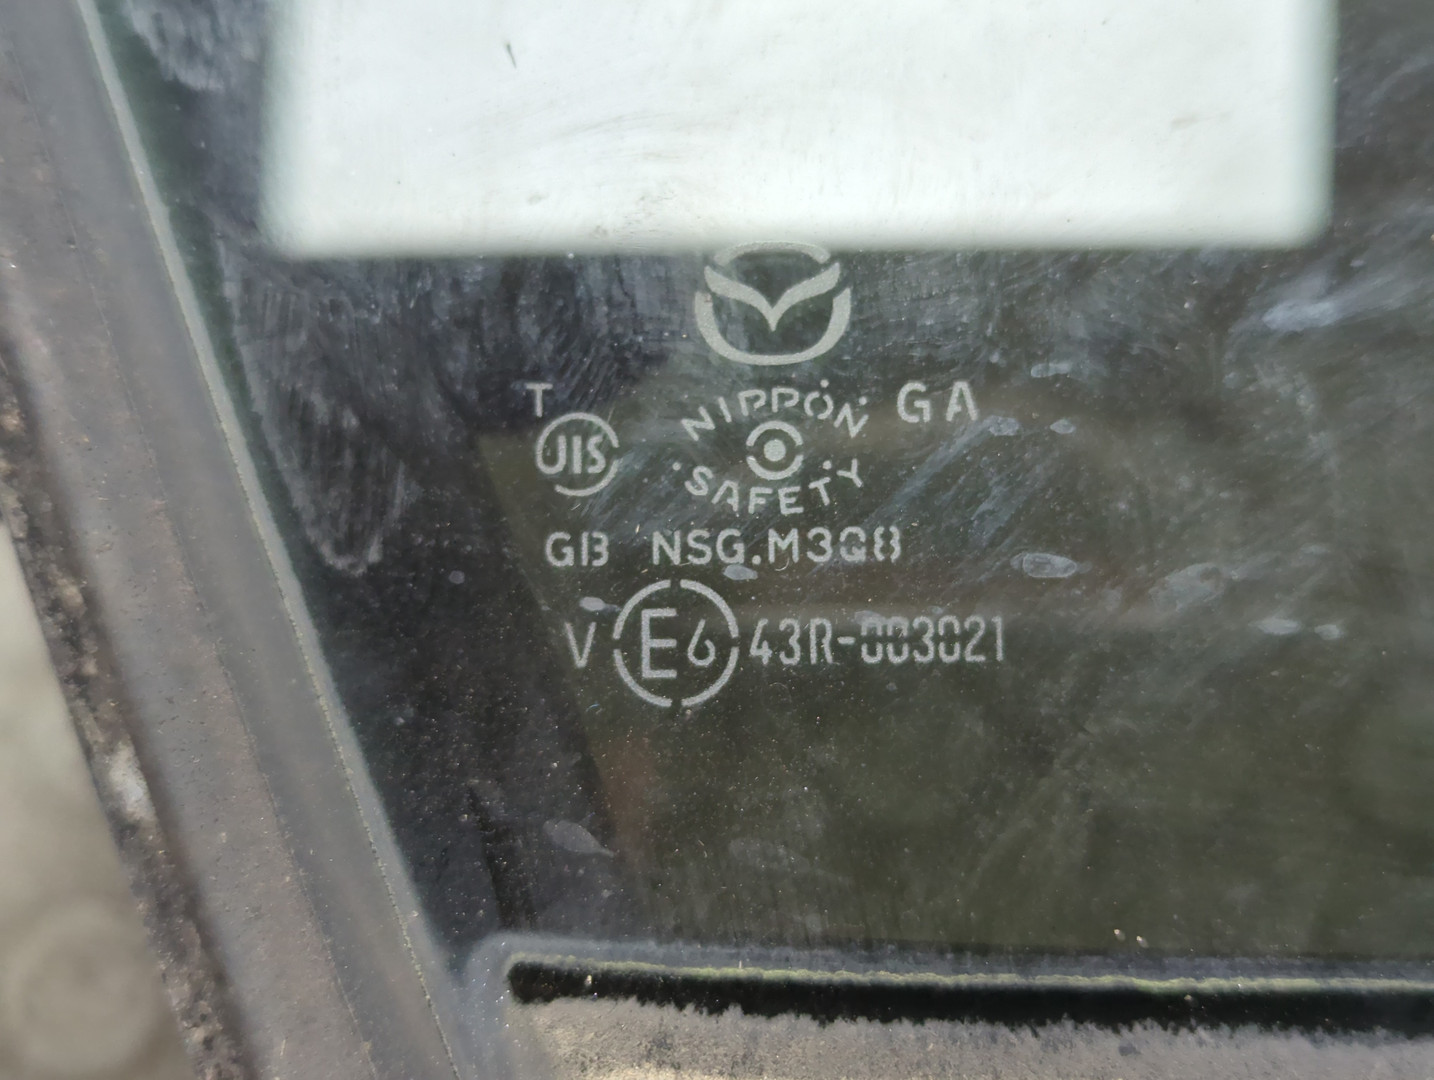 T NIPPON GA
JIS
SAFETY
GB NSG.M3Q8
V E6 43R-003021